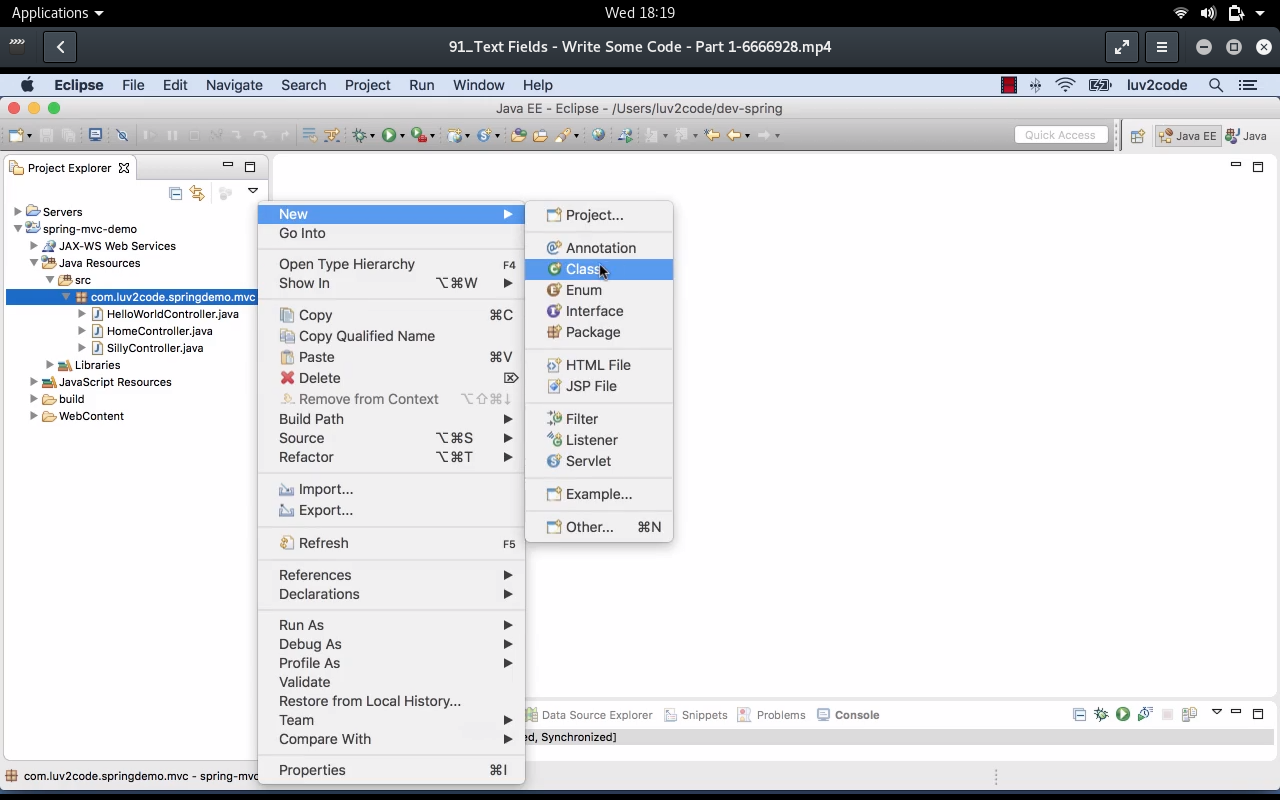 Applications
Wed 18:19
91_Text Fields - Write Some Code - Part 1-6666928.mp4
Eclipse File Edit Navigate Search Project Run Window Help
luv2code
Java EE - Eclipse - /Users/luv2code/dev-spring
Quick Access
Java EE
Java
Project Explorer
Servers
spring-mvc-demo
JAX-WS Web Services
Java Resources
src
com.luv2code.springdemo.mvc
HelloWorldController.java
HomeController.java
SillyController.java
Libraries
JavaScript Resources
build
WebContent
New
Go Into
Open Type Hierarchy F4
Show In ⌥⌘W
Copy ⌘C
Copy Qualified Name
Paste ⌘V
Delete ⌦
Remove from Context ⌥⇧⌘↓
Build Path
Source ⌥⌘S
Refactor ⌥⌘T
Import...
Export...
Refresh F5
References
Declarations
Run As
Debug As
Profile As
Validate
Restore from Local History...
Team
Compare With
Properties ⌘I
Project...
Annotation
Class
Enum
Interface
Package
HTML File
JSP File
Filter
Listener
Servlet
Example...
Other... ⌘N
Data Source Explorer
Snippets
Problems
Console
ed, Synchronized]
com.luv2code.springdemo.mvc - spring-mvc